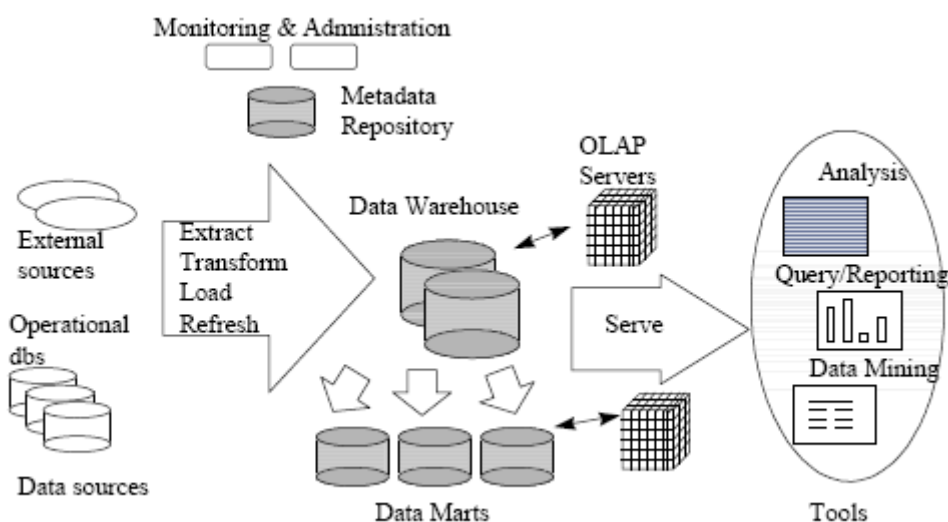 Monitoring & Admnistration
Metadata
Repository
OLAP
Servers
Analysis
Data Warehouse
External
sources
Extract
Transform
Load
Refresh
Query/Reporting
Operational
dbs
Serve
Data Mining
Data sources
Data Marts
Tools